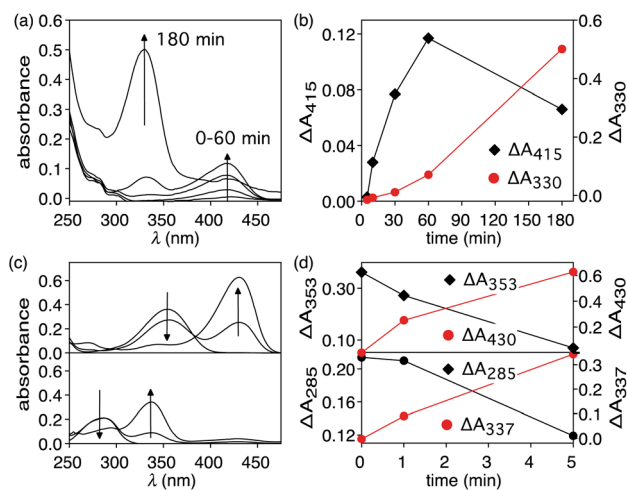 (a)
180 min
0-60 min
absorbance
0.6
0.5
0.4
0.3
0.2
0.1
0.0
250 300 350 400 450
λ (nm)
(b)
ΔA415
0.12
0.08
0.04
0.00
ΔA415
ΔA330
0.6
0.4
0.2
0.0
ΔA330
0 30 60 90 120 150 180
time (min)
(c)
absorbance
0.6
0.4
0.2
0.0
0.6
0.4
0.2
0.0
250 300 350 400 450
λ (nm)
(d)
ΔA353
0.30
0.10
ΔA353
ΔA430
0.6
0.4
0.2
0.0
ΔA430
ΔA285
0.20
0.16
0.12
ΔA285
ΔA337
0.3
0.2
0.1
0.0
ΔA337
0 1 2 3 4 5
time (min)